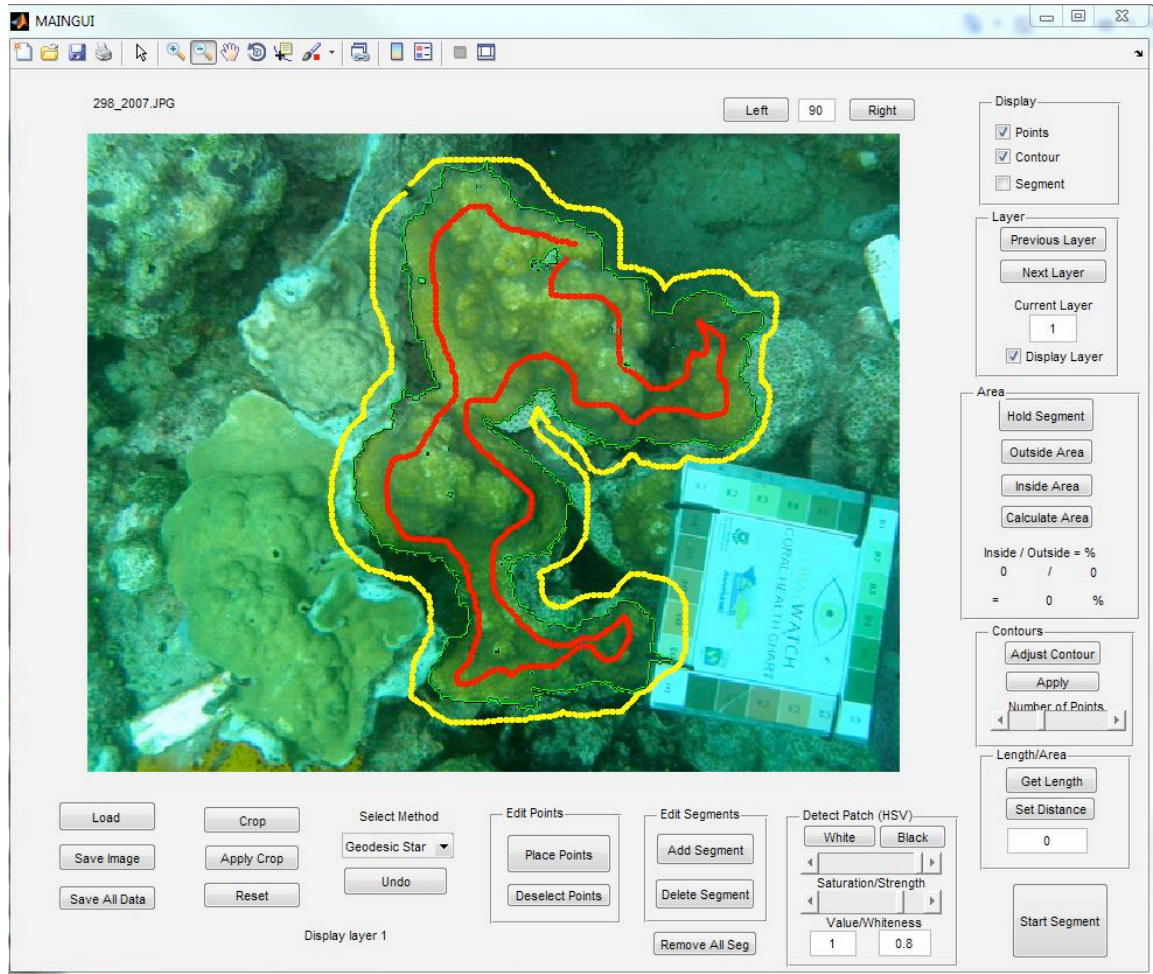 MAINGUI
298_2007.JPG
Left
90
Right
Display
Points
Contour
Segment
Layer
Previous Layer
Next Layer
Current Layer
1
Display Layer
Area
Hold Segment
Outside Area
Inside Area
Calculate Area
Inside / Outside = %
0 / 0
= 0 %
Contours
Adjust Contour
Apply
Number of Points
Length/Area
Get Length
Set Distance
0
WATCH
CORAL HEALTH CHART
Load
Save Image
Save All Data
Crop
Apply Crop
Reset
Select Method
Geodesic Star
Undo
Display layer 1
Edit Points
Place Points
Deselect Points
Edit Segments
Add Segment
Delete Segment
Remove All Seg
Detect Patch (HSV)
White
Black
Saturation/Strength
Value/Whiteness
1
0.8
Start Segment